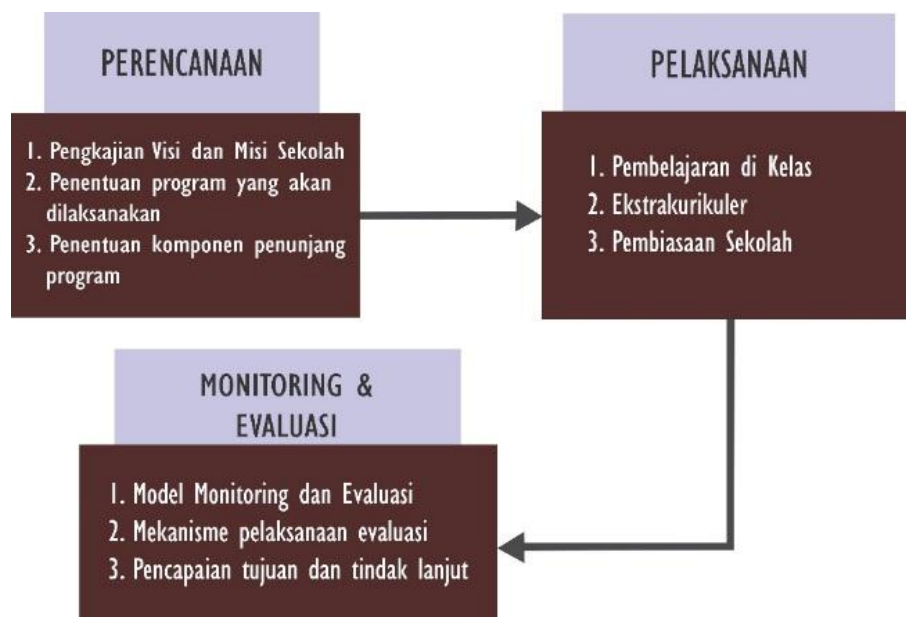 PERENCANAAN
1. Pengkajian Visi dan Misi Sekolah
2. Penentuan program yang akan
dilaksanakan
3. Penentuan komponen penunjang
program
PELAKSANAAN
1. Pembelajaran di Kelas
2. Ekstrakurikuler
3. Pembiasaan Sekolah
MONITORING &
EVALUASI
1. Model Monitoring dan Evaluasi
2. Mekanisme pelaksanaan evaluasi
3. Pencapaian tujuan dan tindak lanjut